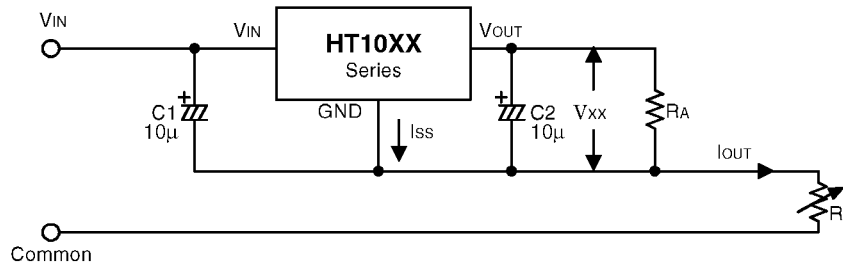 VIN
VIN
HT10XX
Series
VOUT
GND
C1
10μ
ISS
C2
10μ
VXX
RA
IOUT
R
Common